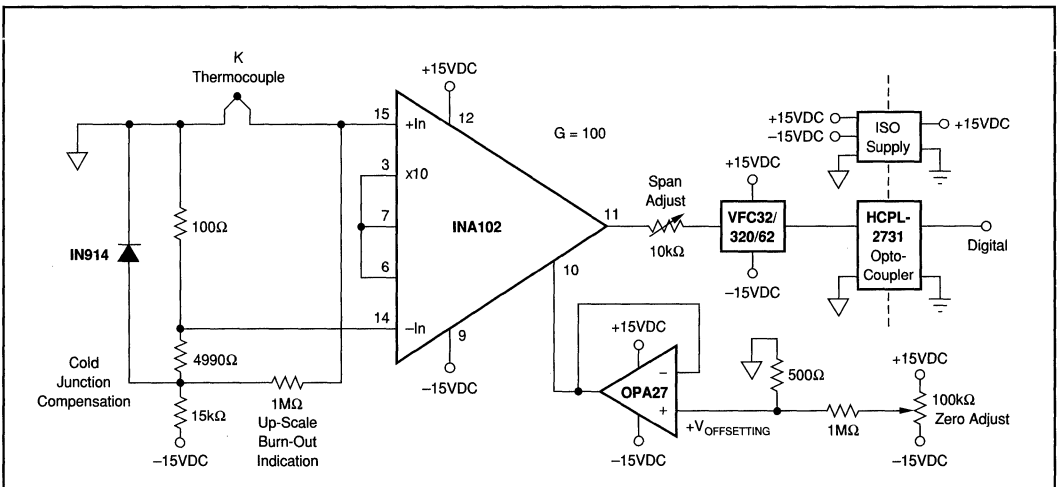 K
Thermocouple
+15VDC
15
+In
12
G = 100
+15VDC
−15VDC
ISO
Supply
+15VDC
3
x10
7
6
INA102
11
Span
Adjust
10kΩ
+15VDC
VFC32/
320/62
−15VDC
HCPL-
2731
Opto-
Coupler
Digital
100Ω
IN914
10
14
−In
9
−15VDC
4990Ω
Cold
Junction
Compensation
15kΩ
−15VDC
1MΩ
Up-Scale
Burn-Out
Indication
+15VDC
−
OPA27
+
−15VDC
+VOFFSETTING
500Ω
1MΩ
+15VDC
100kΩ
Zero Adjust
−15VDC